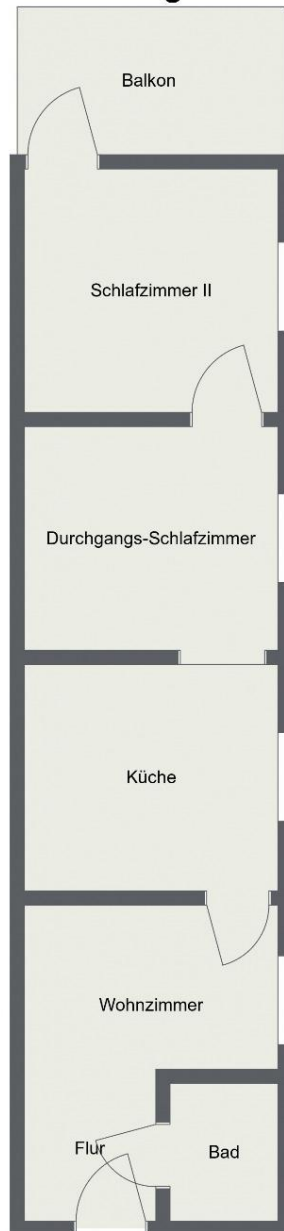 Balkon
Schlafzimmer II
Durchgangs-Schlafzimmer
Küche
Wohnzimmer
Flur
Bad